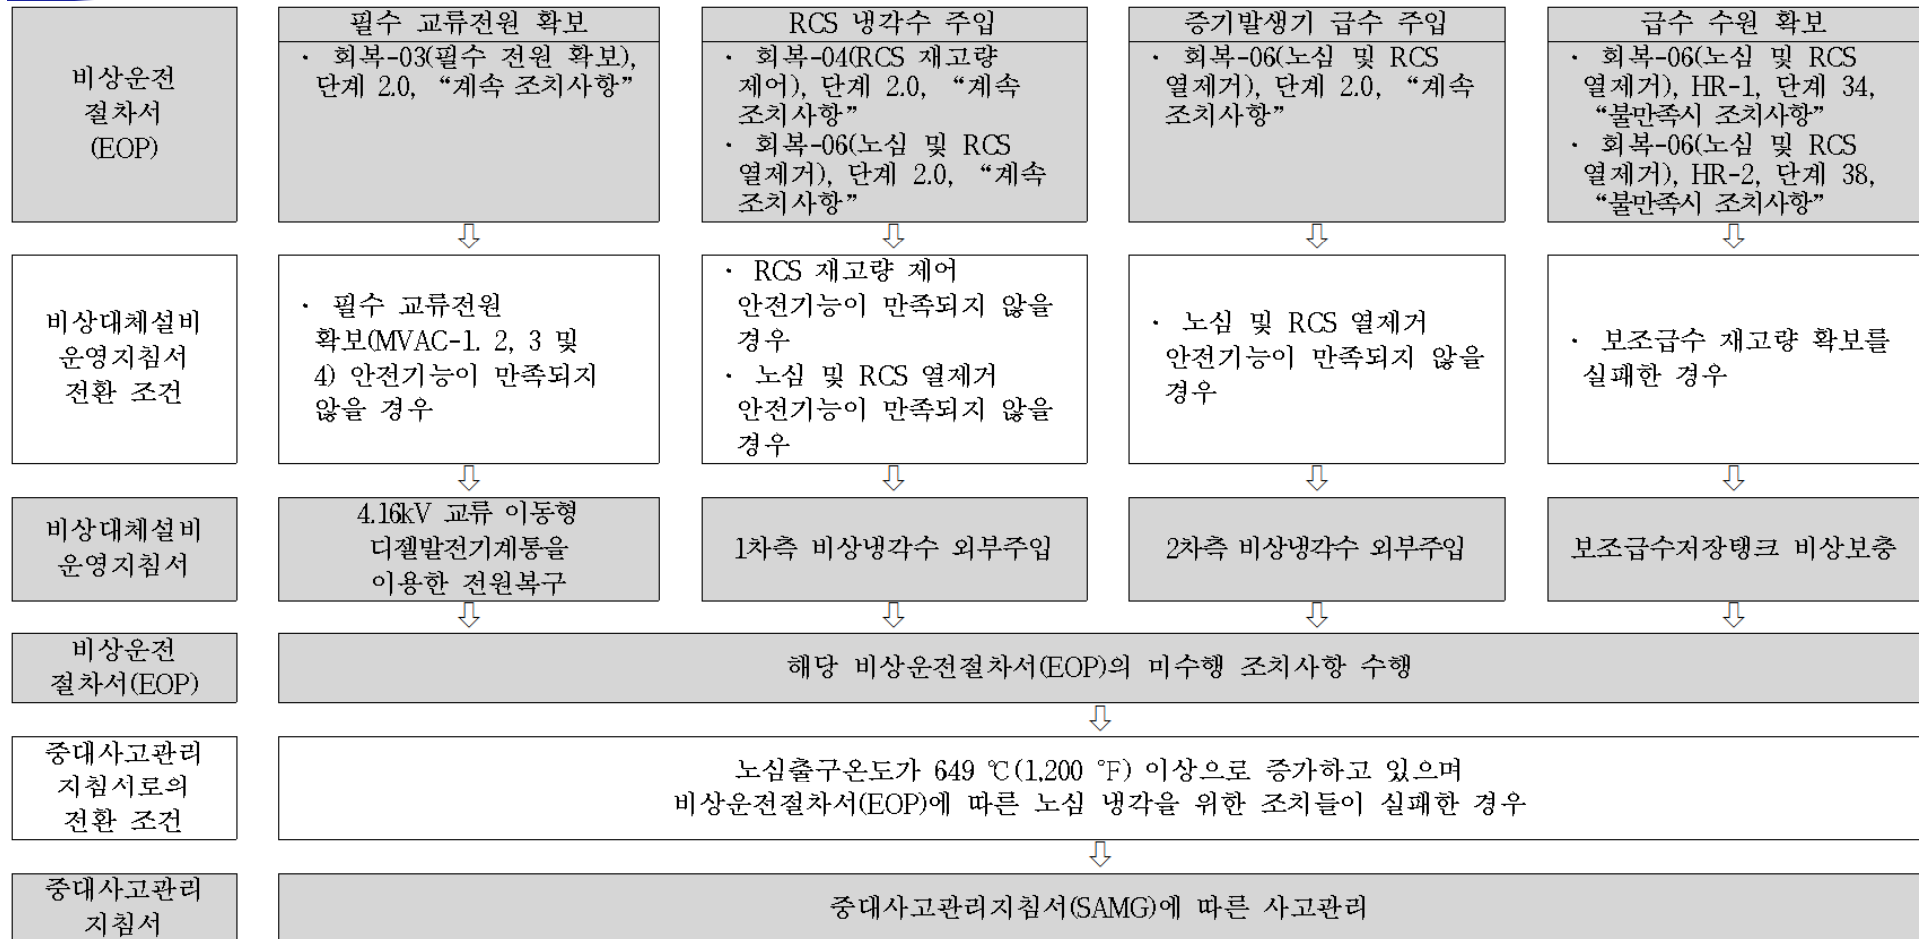 비상운전
절차서
(EOP)
필수 교류전원 확보
· 회복-03(필수 전원 확보),
단계 2.0, “계속 조치사항”
RCS 냉각수 주입
· 회복-04(RCS 재고량
제어), 단계 2.0, “계속
조치사항”
· 회복-06(노심 및 RCS
열제거), 단계 2.0, “계속
조치사항”
증기발생기 급수 주입
· 회복-06(노심 및 RCS
열제거), 단계 2.0, “계속
조치사항”
급수 수원 확보
· 회복-06(노심 및 RCS
열제거), HR-1, 단계 34,
“불만족시 조치사항”
· 회복-06(노심 및 RCS
열제거), HR-2, 단계 38,
“불만족시 조치사항”
⇩ ⇩ ⇩ ⇩
비상대체설비
운영지침서
전환 조건
· 필수 교류전원
확보(MVAC-1. 2, 3 및
4) 안전기능이 만족되지
않을 경우
· RCS 재고량 제어
안전기능이 만족되지 않을
경우
· 노심 및 RCS 열제거
안전기능이 만족되지 않을
경우
· 노심 및 RCS 열제거
안전기능이 만족되지 않을
경우
· 보조급수 재고량 확보를
실패한 경우
⇩ ⇩ ⇩ ⇩
비상대체설비
운영지침서
4.16kV 교류 이동형
디젤발전기계통을
이용한 전원복구
1차측 비상냉각수 외부주입
2차측 비상냉각수 외부주입
보조급수저장탱크 비상보충
⇩ ⇩ ⇩ ⇩
비상운전
절차서(EOP)
해당 비상운전절차서(EOP)의 미수행 조치사항 수행
⇩
중대사고관리
지침서로의
전환 조건
노심출구온도가 649 ℃(1,200 °F) 이상으로 증가하고 있으며
비상운전절차서(EOP)에 따른 노심 냉각을 위한 조치들이 실패한 경우
⇩
중대사고관리
지침서
중대사고관리지침서(SAMG)에 따른 사고관리